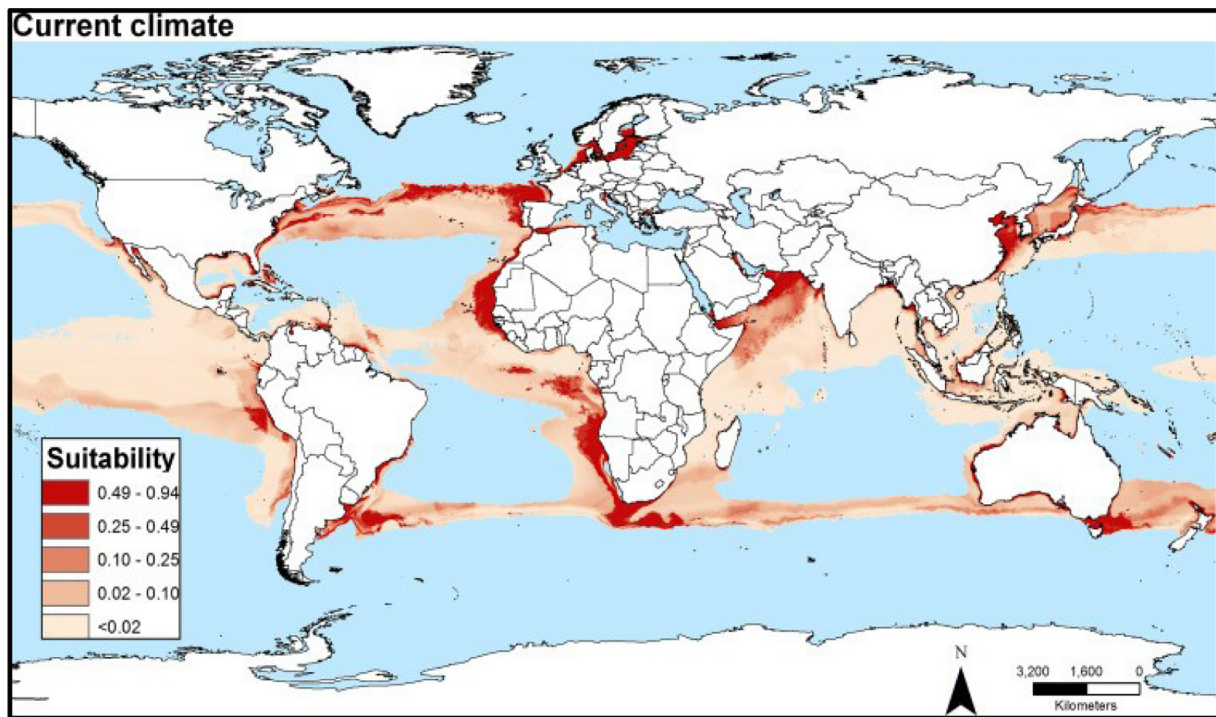 Current climate
Suitability
0.49 - 0.94
0.25 - 0.49
0.10 - 0.25
0.02 - 0.10
<0.02
N
3,200 1,600 0
Kilometers